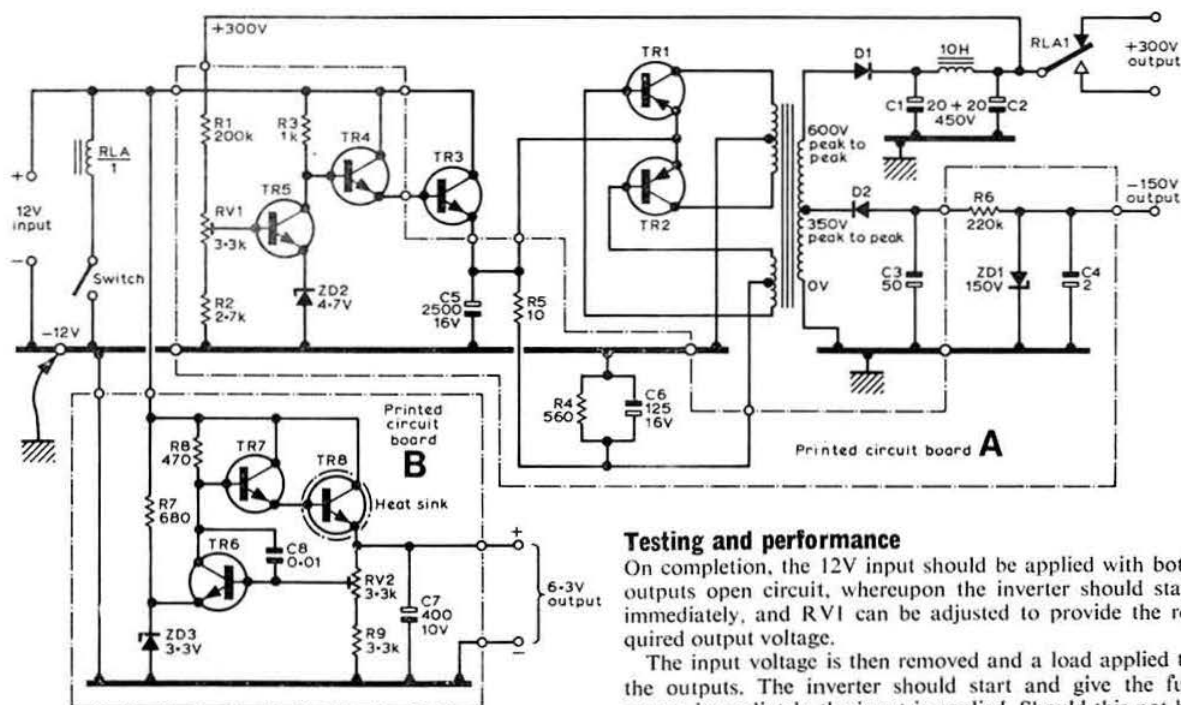 +300V
RLA1
+300V
output
TR1
D1
10H
C1
20 + 20
450V
C2
R1
200k
R3
1k
TR4
TR3
RLA
1
+
12V
input
−
TR5
RV1
3·3k
Switch
ZD2
4·7V
R2
2·7k
-12V
C5
2500
16V
R5
10
TR2
600V
peak to
peak
D2
350V
peak to peak
0V
R6
220k
−150V
output
C3
50
ZD1
150V
C4
2
R4
560
C6
125
16V
Printed circuit board A
Printed
circuit
board
B
R8
470
TR7
TR8
Heat sink
R7
680
TR6
C8
0·01
RV2
3·3k
C7
400
10V
+
6·3V
output
−
ZD3
3·3V
R9
3·3k
Testing and performance
On completion, the 12V input should be applied with
outputs open circuit, whereupon the inverter should
immediately, and RV1 can be adjusted to provide the re-
quired output voltage.
The input voltage is then removed and a load applied
the outputs. The inverter should start and give the